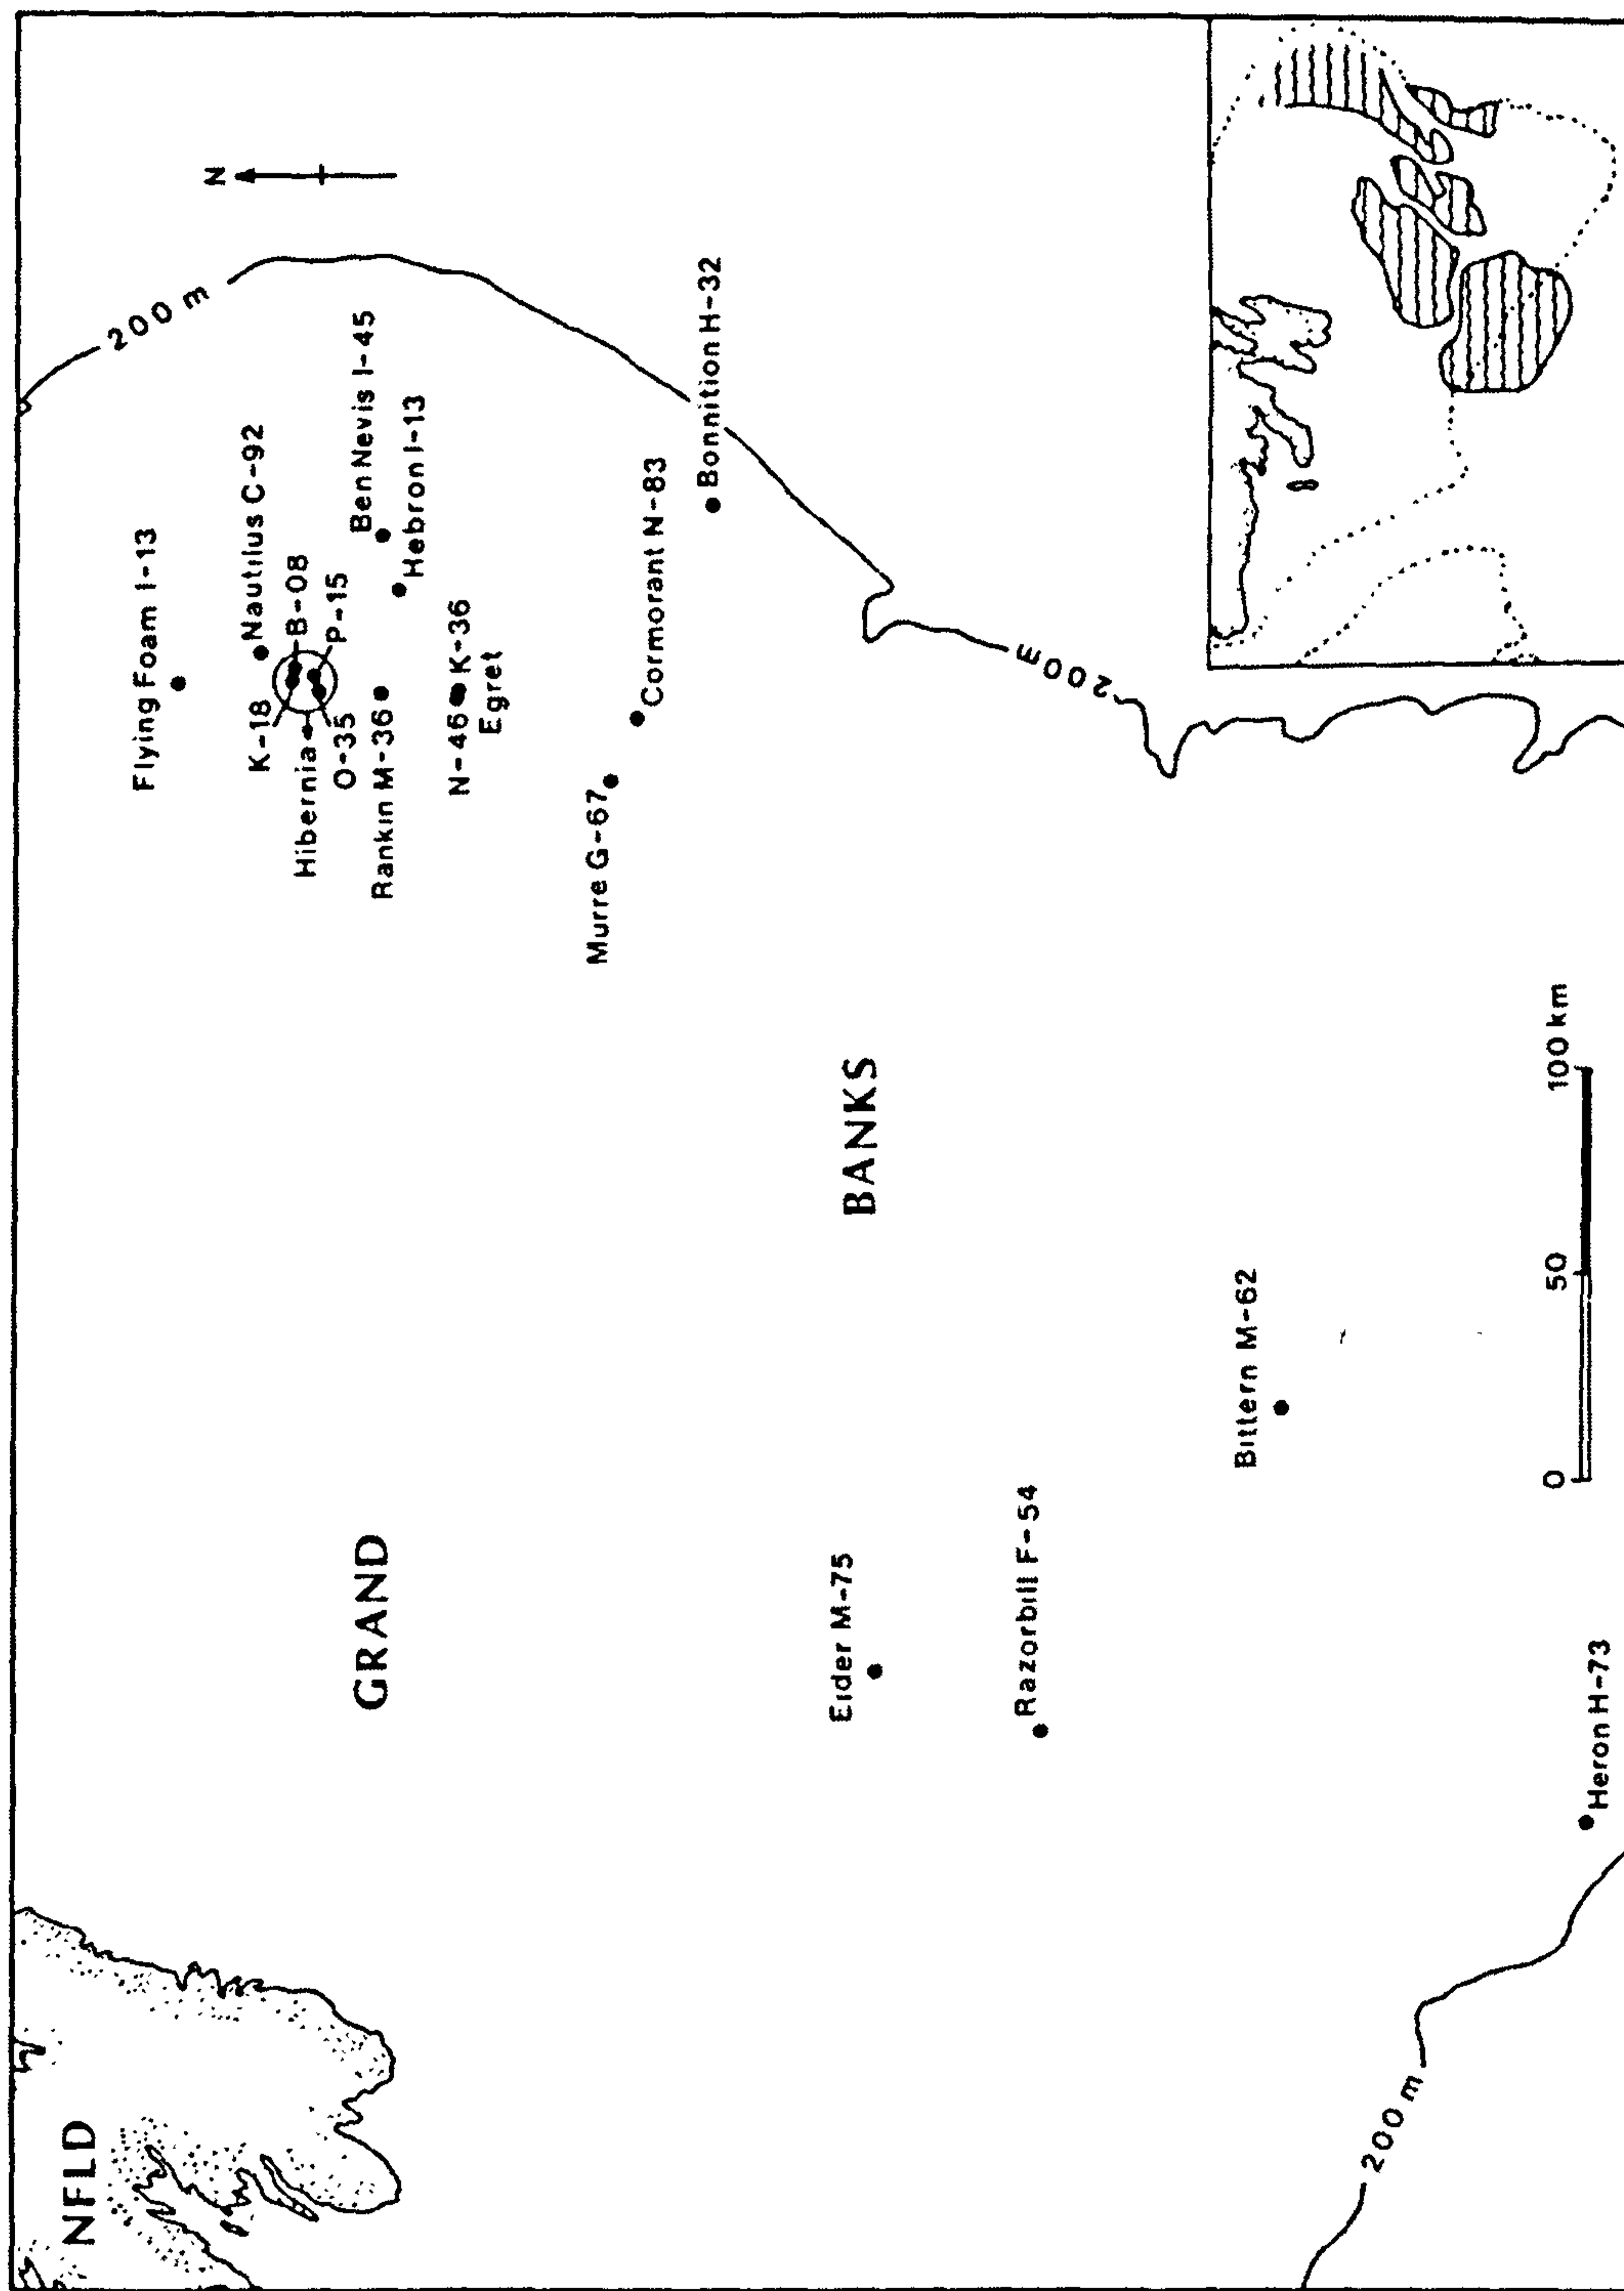 NFLD
GRAND
BANKS
N
200 m
Flying Foam I-13
Nautilus C-92
K-18
B-08
Hibernia
P-15
O-35
Ben Nevis I-45
Rankin M-36
Hebron I-13
N-46
K-36
Egret
Murre G-67
Cormorant N-83
Bonnition H-32
200 m
Eider M-75
Razorbill F-54
Bittern M-62
Heron H-73
200 m
0 50 100 km